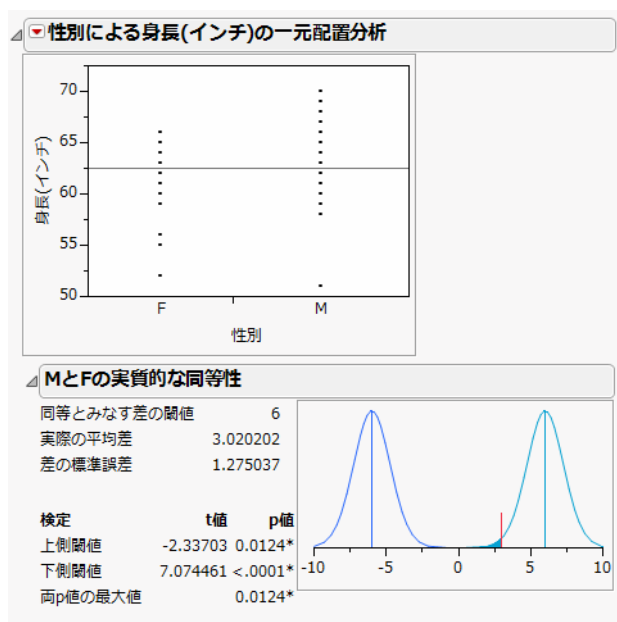 性別による身長(インチ)の一元配置分析
70
65
60
55
50
身長(インチ)
F M
性別
MとFの実質的な同等性
同等とみなす差の閾値 6
実際の平均差 3.020202
差の標準誤差 1.275037
検定 t値 p値
上側閾値 -2.33703 0.0124*
下側閾値 7.074461 <.0001*
両p値の最大値 0.0124*
-10 -5 0 5 10